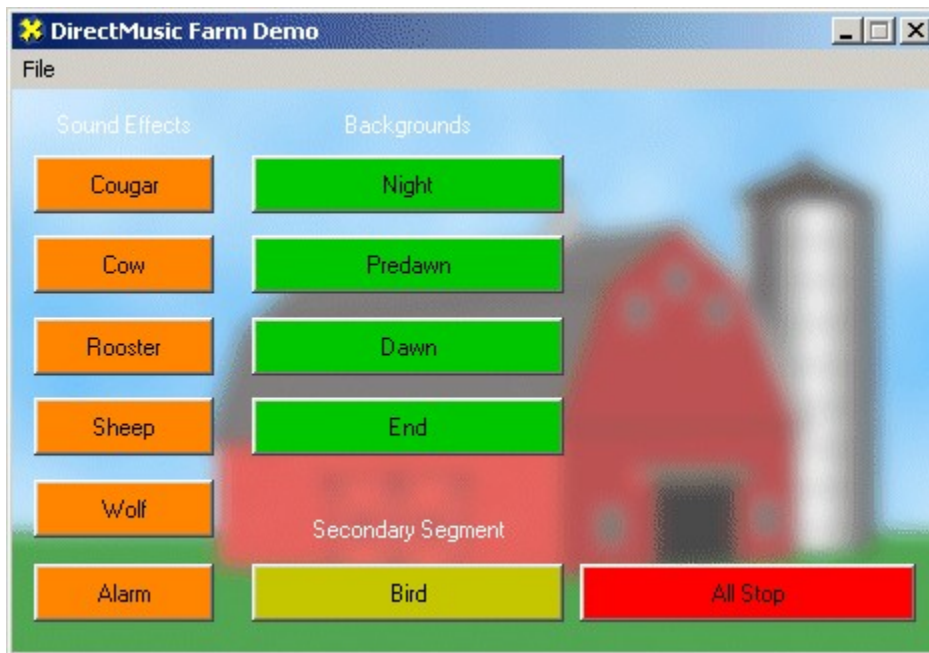 DirectMusic Farm Demo
File
Sound Effects
Backgrounds
Cougar
Night
Cow
Predawn
Rooster
Dawn
Sheep
End
Wolf
Secondary Segment
Alarm
Bird
All Stop